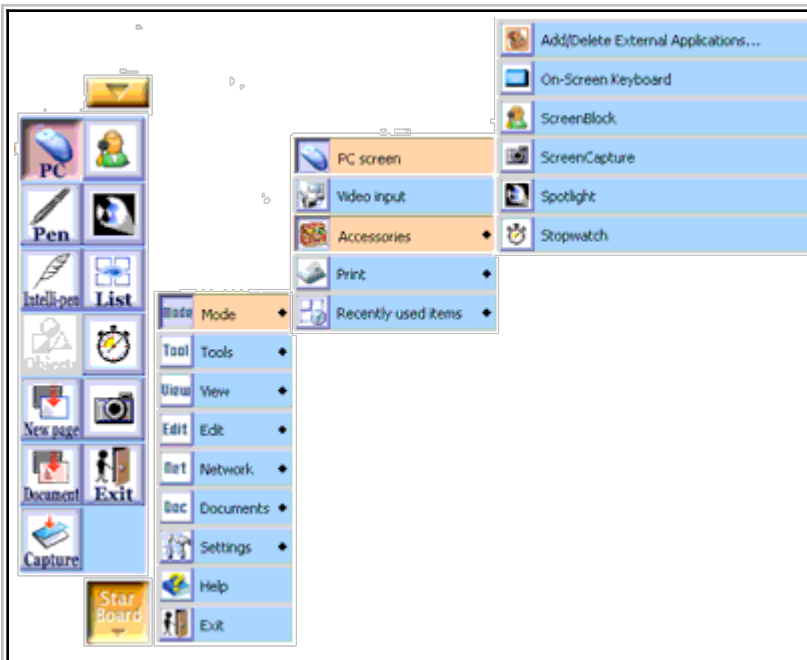 PC
Pen
Intelli-pen
List
Objects
New page
Document
Exit
Capture
Star
Board
Mode Mode
Tool Tools
View View
Edit Edit
Net Network
Doc Documents
Settings
Help
Exit
PC screen
Video input
Accessories
Print
Recently used items
Add/Delete External Applications...
On-Screen Keyboard
ScreenBlock
ScreenCapture
Spotlight
Stopwatch